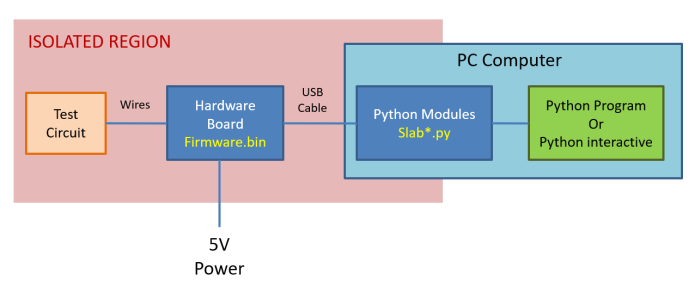 ISOLATED REGION
PC Computer
Test
Circuit
Wires
Hardware
Board
Firmware.bin
USB
Cable
Python Modules
Slab*.py
Python Program
Or
Python interactive
5V
Power